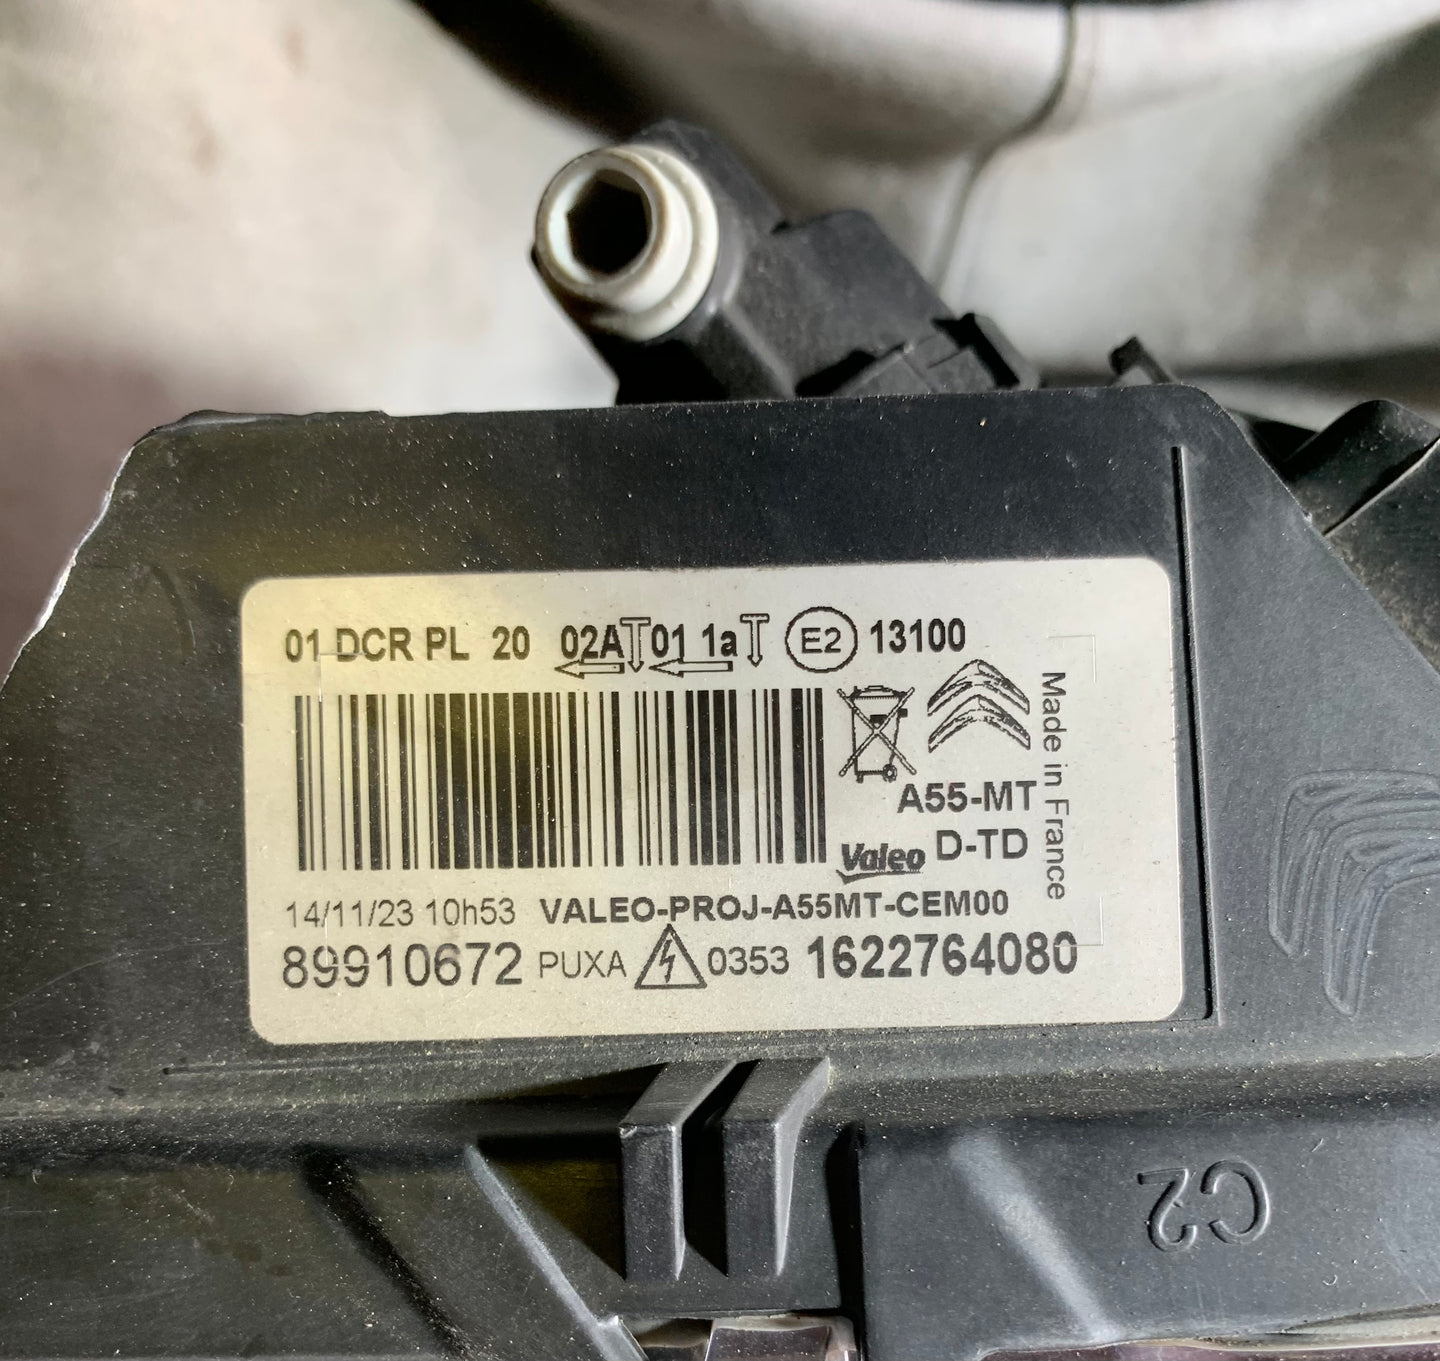 01 DCR PL 20 02A 01 1a E2 13100
Made in France
A55-MT
Valeo D-TD
14/11/23 10h53 VALEO-PROJ-A55MT-CEM00
89910672 PUXA 0353 1622764080
C2